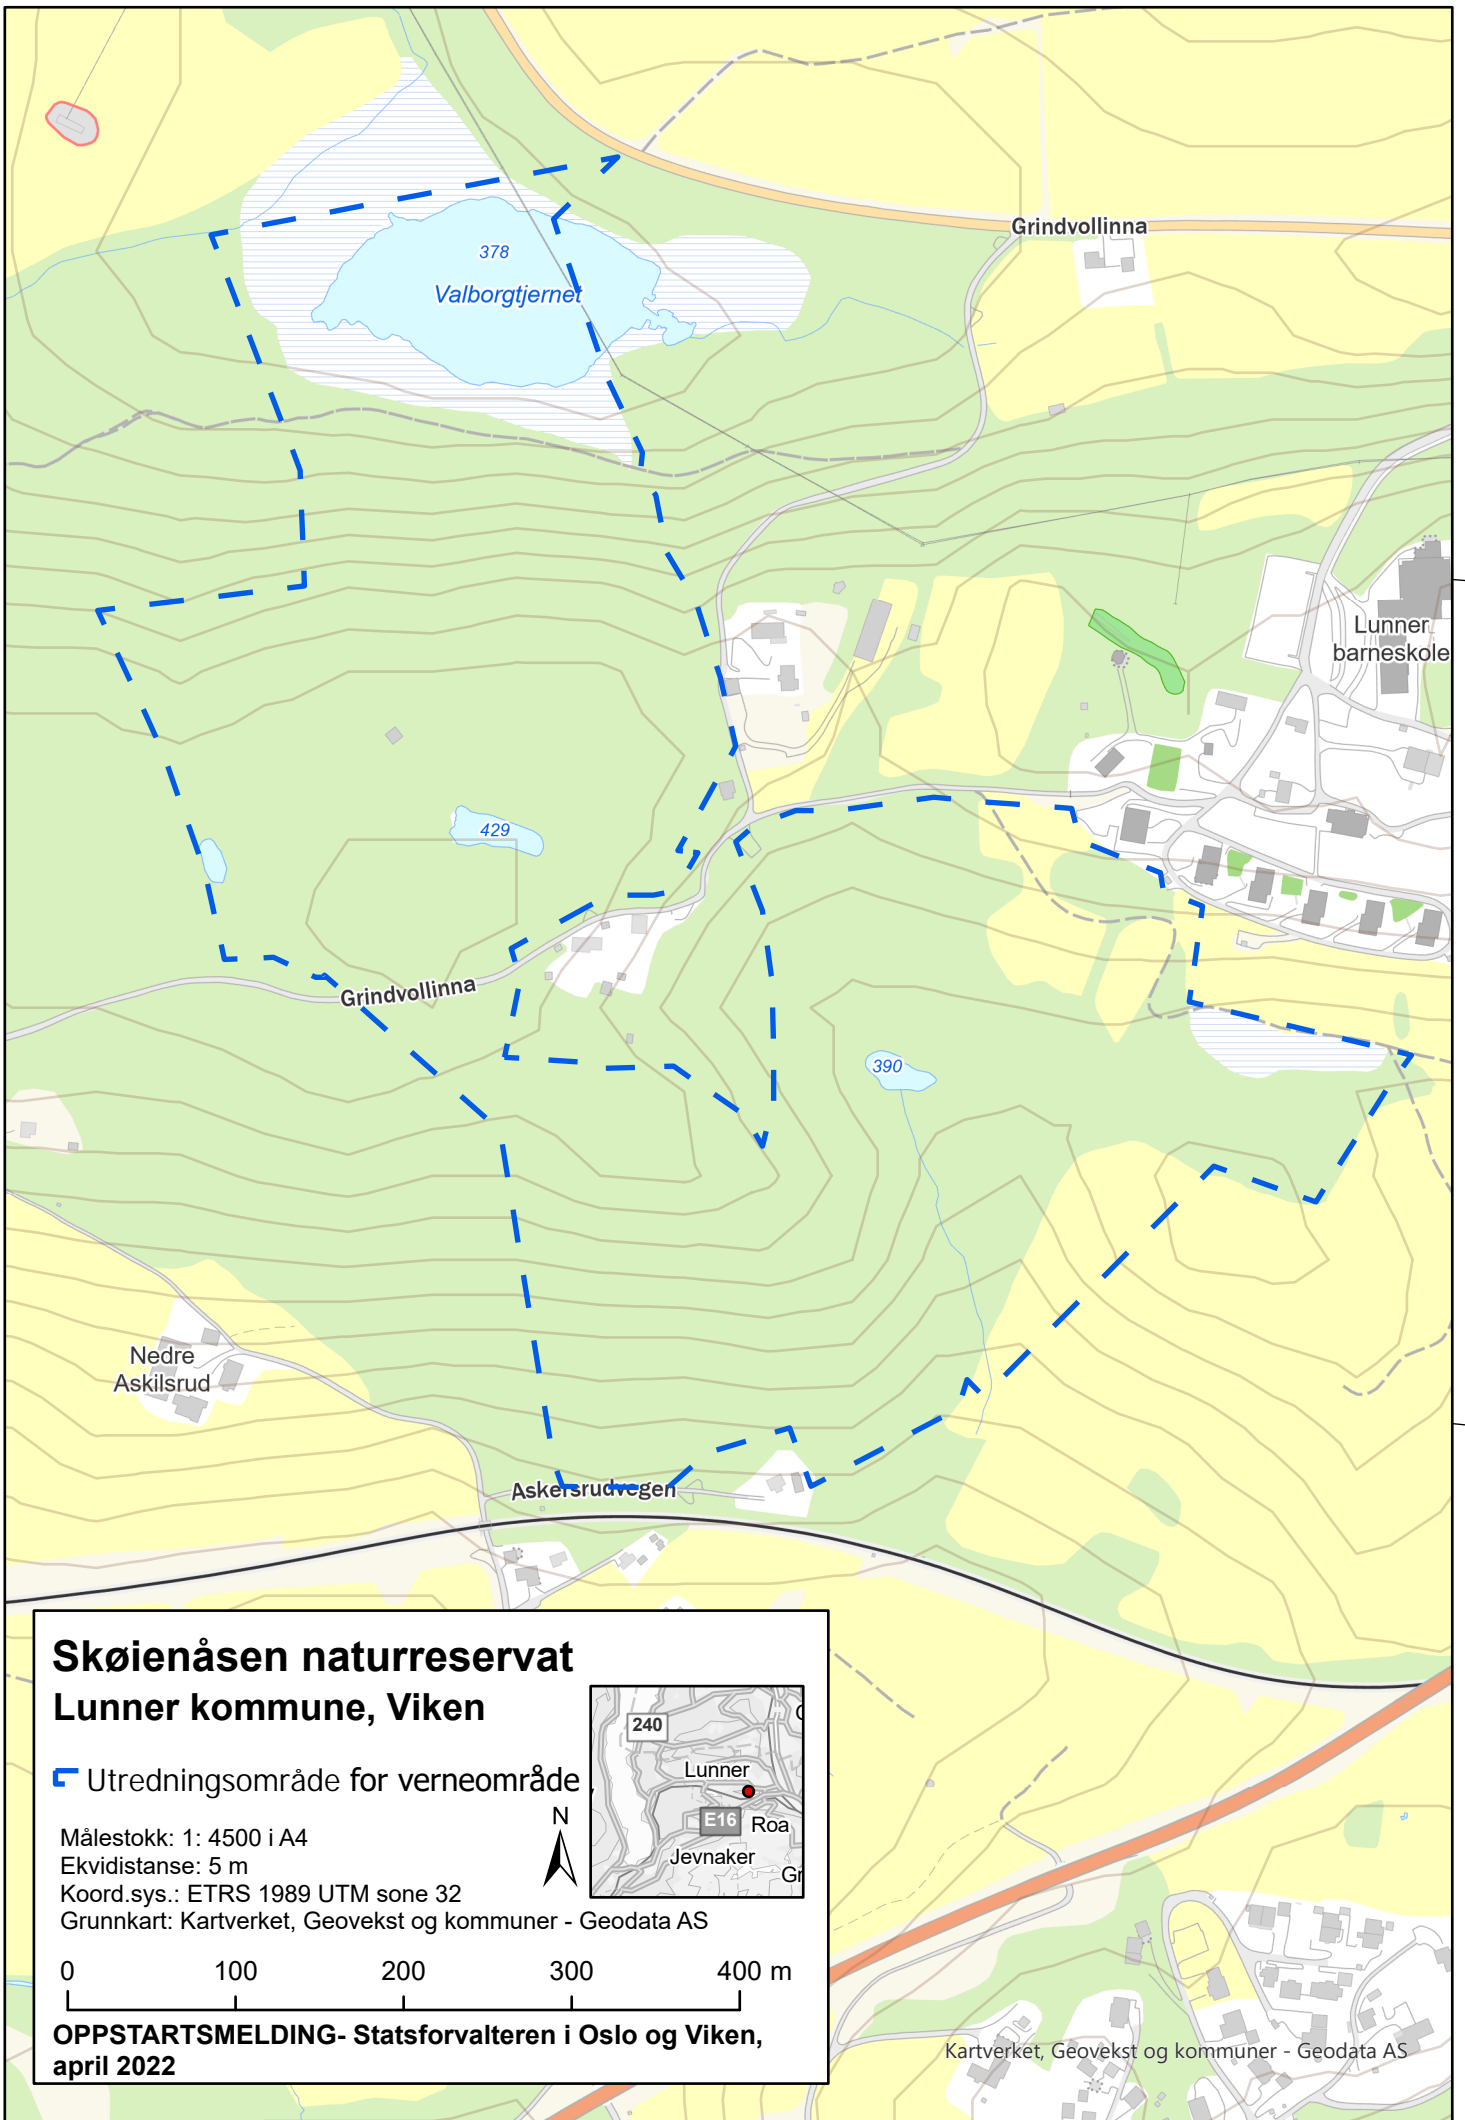 Grindvollinna
378
Valborgtjernet
Lunner
barneskole
429
Grindvollinna
390
Nedre
Askilsrud
Askersrudvegen
Skøienåsen naturreservat
Lunner kommune, Viken
Utredningsområde for verneområde
Målestokk: 1: 4500 i A4
Ekvidistanse: 5 m
Koord.sys.: ETRS 1989 UTM sone 32
Grunnkart: Kartverket, Geovekst og kommuner - Geodata AS
N
240
Lunner
E16
Roa
Jevnaker
Gr
0 100 200 300 400 m
OPPSTARTSMELDING- Statsforvalteren i Oslo og Viken,
april 2022
Kartverket, Geovekst og kommuner - Geodata AS